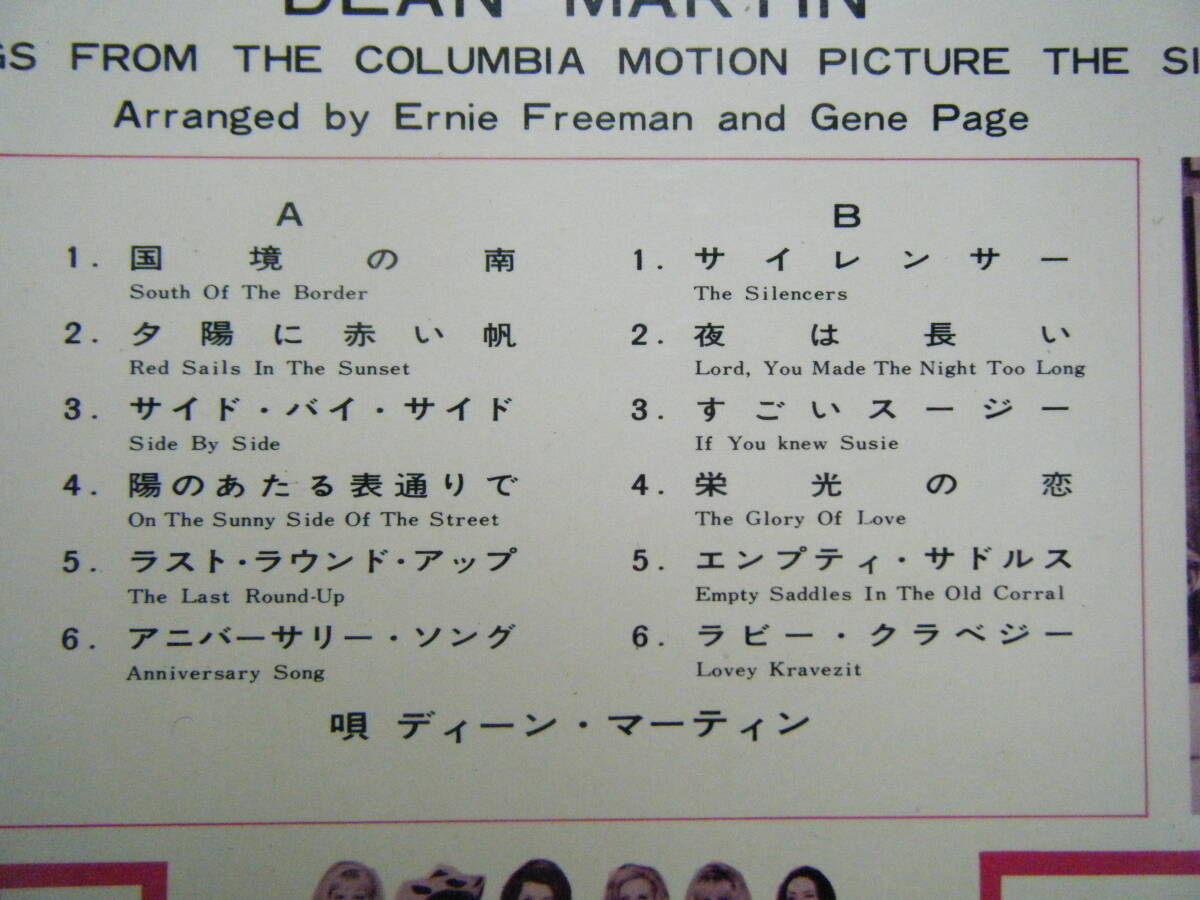 DEAN MARTIN
GS FROM THE COLUMBIA MOTION PICTURE THE SI
Arranged by Ernie Freeman and Gene Page
A
1. 国境の南
South Of The Border
2. 夕陽に赤い帆
Red Sails In The Sunset
3. サイド・バイ・サイド
Side By Side
4. 陽のあたる表通りで
On The Sunny Side Of The Street
5. ラスト・ラウンド・アップ
The Last Round-Up
6. アニバーサリー・ソング
Anniversary Song
B
1. サイレンサー
The Silencers
2. 夜は長い
Lord, You Made The Night Too Long
3. すごいスージー
If You knew Susie
4. 栄光の恋
The Glory Of Love
5. エンプティ・サドルス
Empty Saddles In The Old Corral
6. ラビー・クラベジー
Lovey Kravezit
唄 ディーン・マーティン